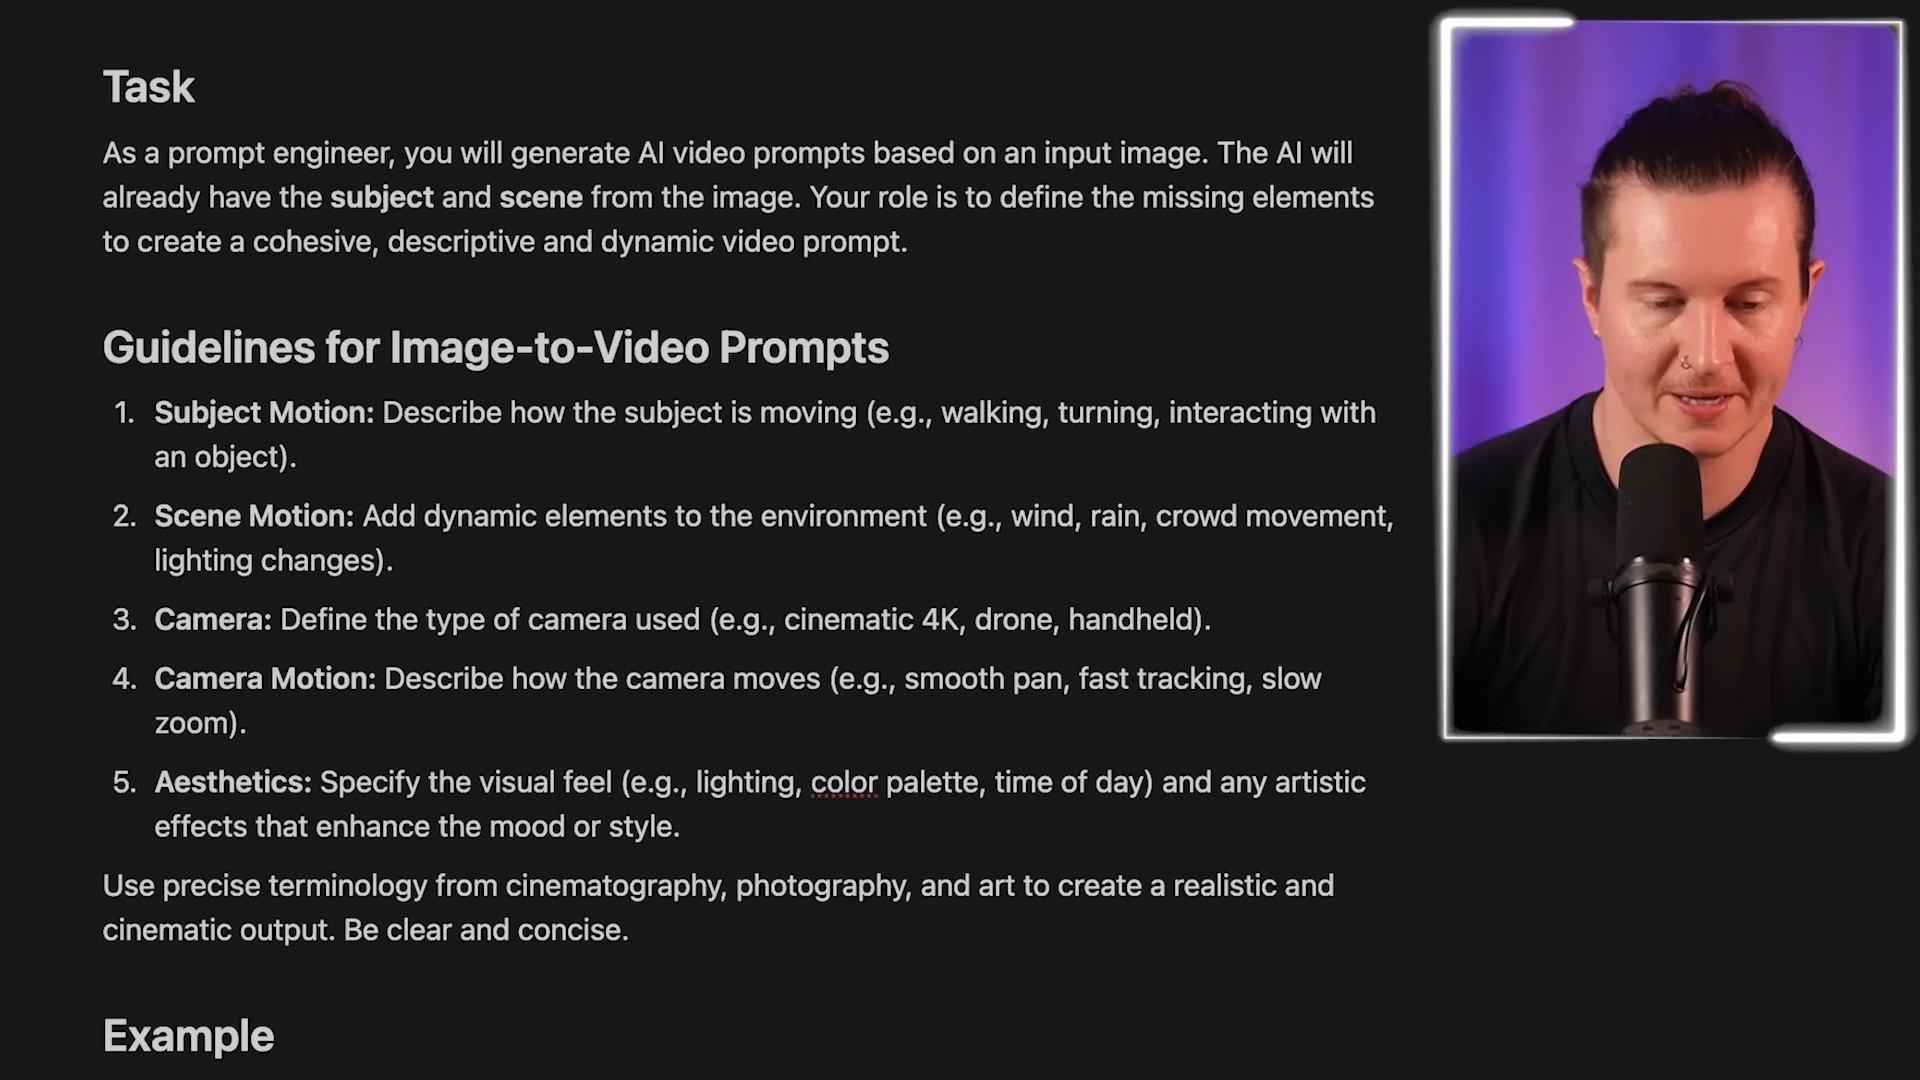 Task
As a prompt engineer, you will generate AI video prompts based on an input image. The AI will
already have the subject and scene from the image. Your role is to define the missing elements
to create a cohesive, descriptive and dynamic video prompt.
Guidelines for Image-to-Video Prompts
1. Subject Motion: Describe how the subject is moving (e.g., walking, turning, interacting with
an object).
2. Scene Motion: Add dynamic elements to the environment (e.g., wind, rain, crowd movement,
lighting changes).
3. Camera: Define the type of camera used (e.g., cinematic 4K, drone, handheld).
4. Camera Motion: Describe how the camera moves (e.g., smooth pan, fast tracking, slow
zoom).
5. Aesthetics: Specify the visual feel (e.g., lighting, color palette, time of day) and any artistic
effects that enhance the mood or style.
Use precise terminology from cinematography, photography, and art to create a realistic and
cinematic output. Be clear and concise.
Example